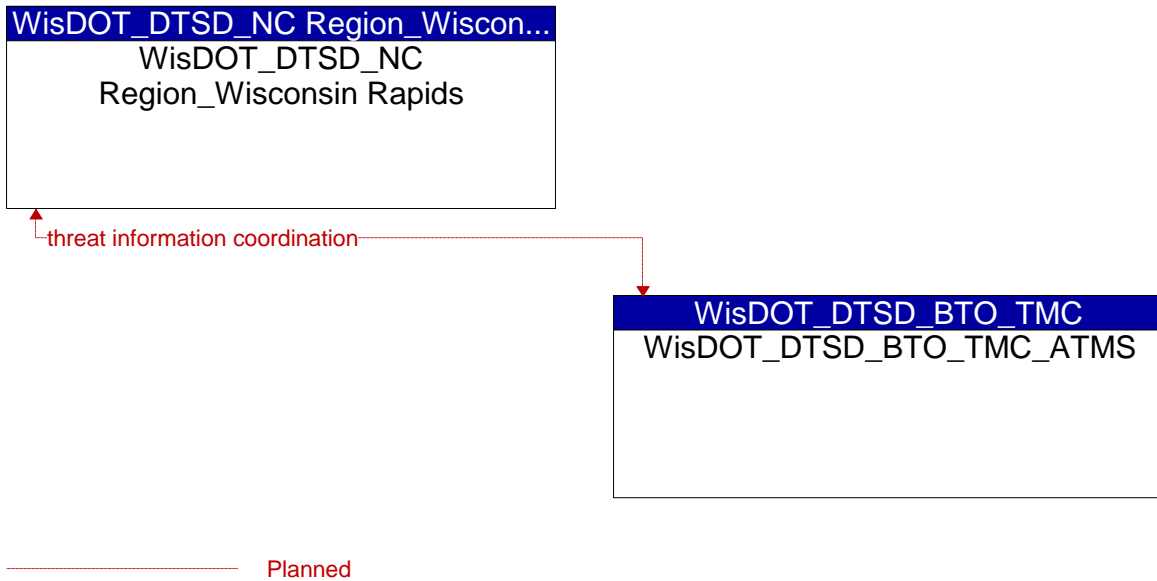 WisDOT_DTSD_NC Region_Wiscon...
WisDOT_DTSD_NC
Region_Wisconsin Rapids
threat information coordination
WisDOT_DTSD_BTO_TMC
WisDOT_DTSD_BTO_TMC_ATMS
Planned